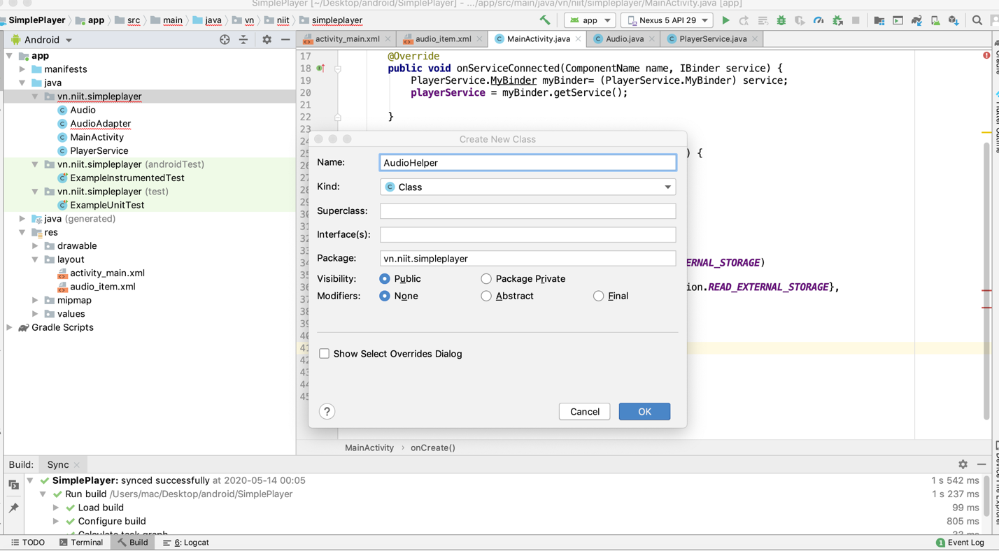 SimplePlayer [~/Desktop/android/SimplePlayer] - .../app/src/main/java/vn/niit/simpleplayer/MainActivity.java [app]
SimplePlayer app src main java vn niit simpleplayer app Nexus 5 API 29
Android
activity_main.xml audio_item.xml MainActivity.java Audio.java PlayerService.java
app
manifests
java
vn.niit.simpleplayer
Audio
AudioAdapter
MainActivity
PlayerService
vn.niit.simpleplayer (androidTest)
ExampleInstrumentedTest
vn.niit.simpleplayer (test)
ExampleUnitTest
java (generated)
res
drawable
layout
activity_main.xml
audio_item.xml
mipmap
values
Gradle Scripts
17 @Override
18 public void onServiceConnected(ComponentName name, IBinder service) {
19 PlayerService.MyBinder myBinder= (PlayerService.MyBinder) service;
20 playerService = myBinder.getService();
21
22 }
23
24
25 ) {
26
27
28
29
30
31
32
33
34 ERNAL_STORAGE)
35
36 ion.READ_EXTERNAL_STORAGE},
37
38
39
40
41
42
43
44
45
Create New Class
Name: AudioHelper
Kind: Class
Superclass:
Interface(s):
Package: vn.niit.simpleplayer
Visibility: Public Package Private
Modifiers: None Abstract Final
Show Select Overrides Dialog
? Cancel OK
MainActivity › onCreate()
Build: Sync
SimplePlayer: synced successfully at 2020-05-14 00:05 1 s 542 ms
Run build /Users/mac/Desktop/android/SimplePlayer 1 s 237 ms
Load build 99 ms
Configure build 805 ms
Calculate task graph
TODO Terminal Build 6: Logcat 1 Event Log